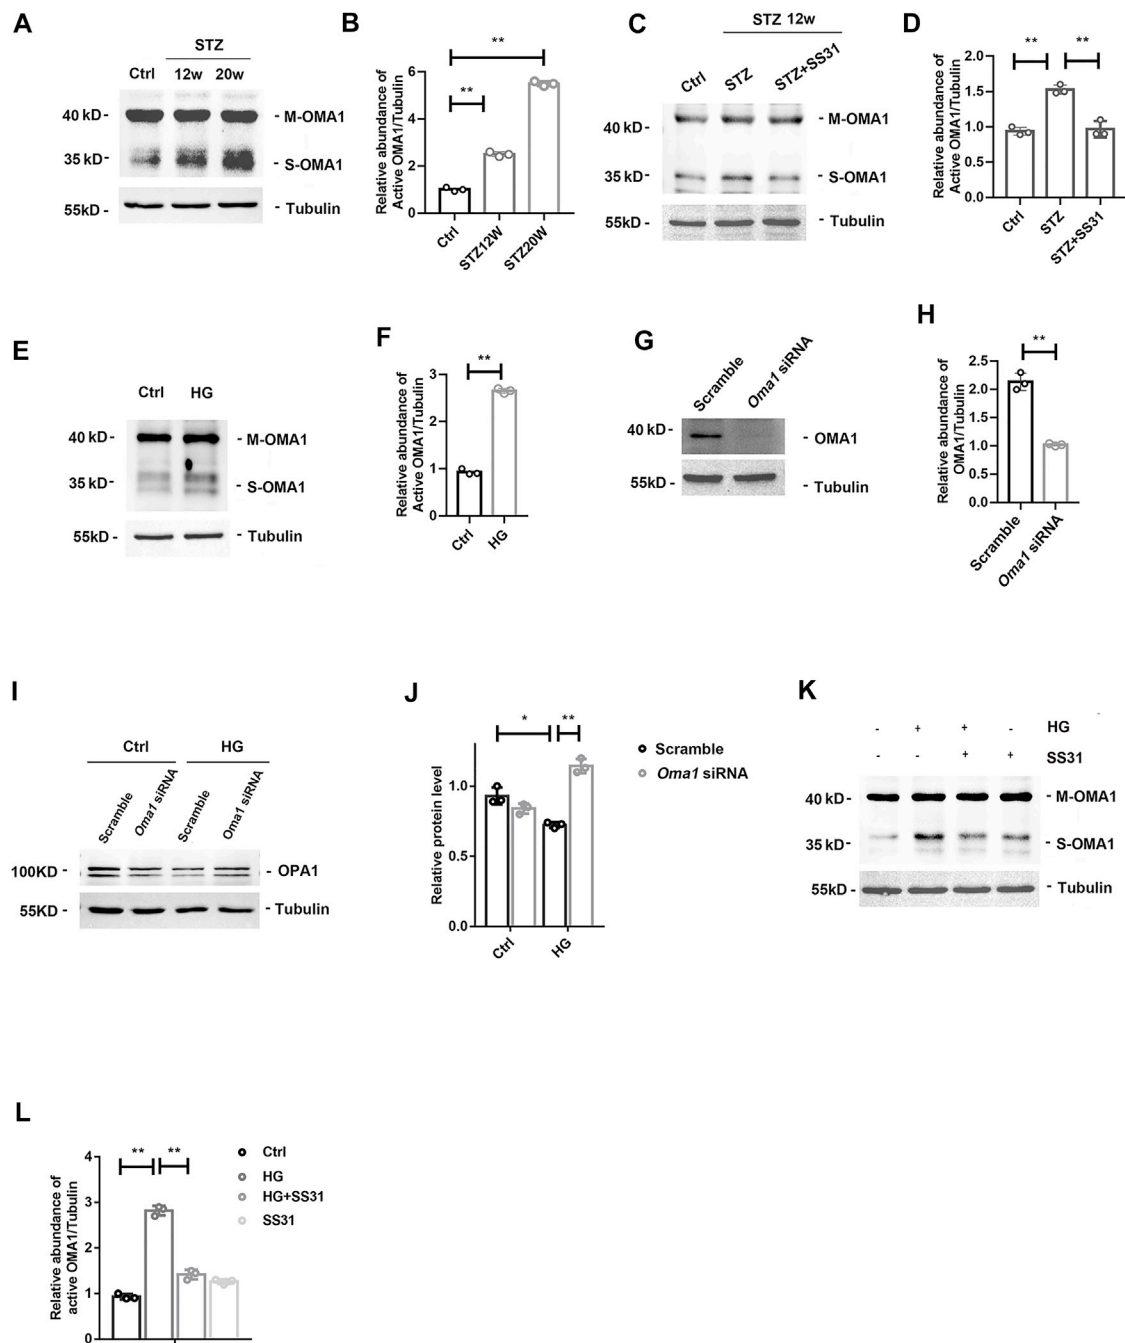 A
STZ
Ctrl
12w
20w
40 kD-
- M-OMA1
35 kD-
- S-OMA1
55kD -
- Tubulin
B
Relative abundance of
Active OMA1/Tubulin
6
4
2
0
**
**
Ctrl
STZ12W
STZ20W
C
STZ 12w
Ctrl
STZ
STZ+SS31
40 kD-
- M-OMA1
35 kD-
- S-OMA1
55kD-
- Tubulin
D
Relative abundance of
Active OMA1/Tubulin
2.0
1.5
1.0
0.5
0.0
**
**
Ctrl
STZ
STZ+SS31
E
Ctrl
HG
40 kD-
- M-OMA1
35 kD-
- S-OMA1
55kD-
- Tubulin
F
Relative abundance of
Active OMA1/Tubulin
3
2
1
0
**
Ctrl
HG
G
Scramble
Oma1 siRNA
40 kD-
- OMA1
55kD-
- Tubulin
H
Relative abundance of
OMA1/Tubulin
2.5
2.0
1.5
1.0
0.5
0.0
**
Scramble
Oma1 siRNA
I
Ctrl
HG
Scramble
Oma1 siRNA
Scramble
Oma1 siRNA
100KD -
- OPA1
55KD -
- Tubulin
J
Relative protein level
1.0
0.5
0.0
*
**
Ctrl
HG
Scramble
Oma1 siRNA
K
- + + - HG
- - + + SS31
40 kD-
- M-OMA1
35 kD-
- S-OMA1
55kD-
- Tubulin
L
Relative abundance of
active OMA1/Tubulin
4
3
2
1
0
**
**
Ctrl
HG
HG+SS31
SS31